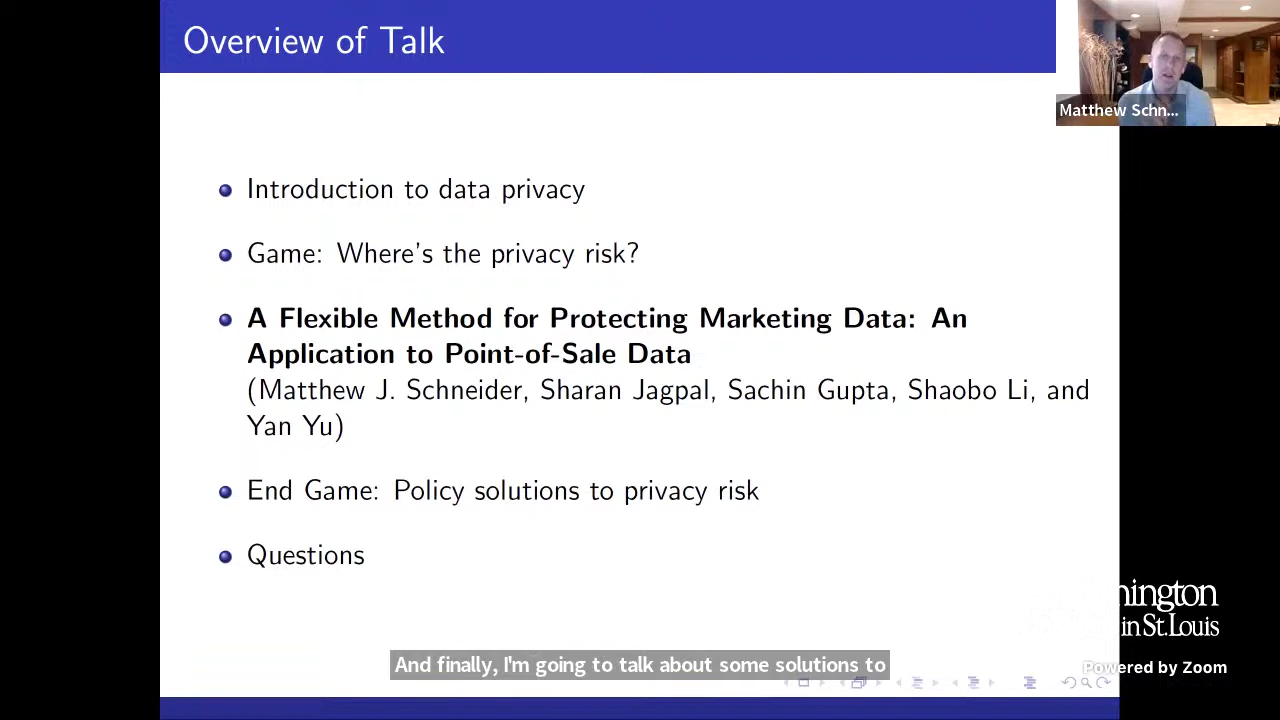 Overview of Talk
Matthew Schn...
Introduction to data privacy
Game: Where's the privacy risk?
A Flexible Method for Protecting Marketing Data: An
Application to Point-of-Sale Data
(Matthew J. Schneider, Sharan Jagpal, Sachin Gupta, Shaobo Li, and
Yan Yu)
End Game: Policy solutions to privacy risk
Questions
hington
in St. Louis
And finally, I'm going to talk about some solutions to
Powered by Zoom